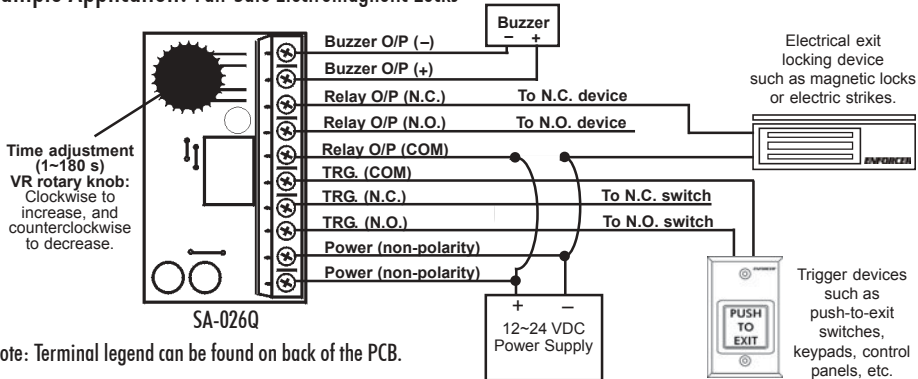 Application: Fail-Safe Electromagnetic Locks
Buzzer
– +
Buzzer O/P (–)
Buzzer O/P (+)
Relay O/P (N.C.)
To N.C. device
Relay O/P (N.O.)
To N.O. device
Relay O/P (COM)
TRG. (COM)
TRG. (N.C.)
To N.C. switch
TRG. (N.O.)
To N.O. switch
Power (non-polarity)
Power (non-polarity)
Time adjustment
(1~180 s)
VR rotary knob:
Clockwise to
increase, and
counterclockwise
to decrease.
SA-026Q
Electrical exit
locking device
such as magnetic locks
or electric strikes.
ENFORCER
+ –
12~24 VDC
Power Supply
ENFORCER
PUSH
TO
EXIT
Trigger devices
such as
push-to-exit
switches,
keypads, control
panels, etc.
ote: Terminal legend can be found on back of the PCB.